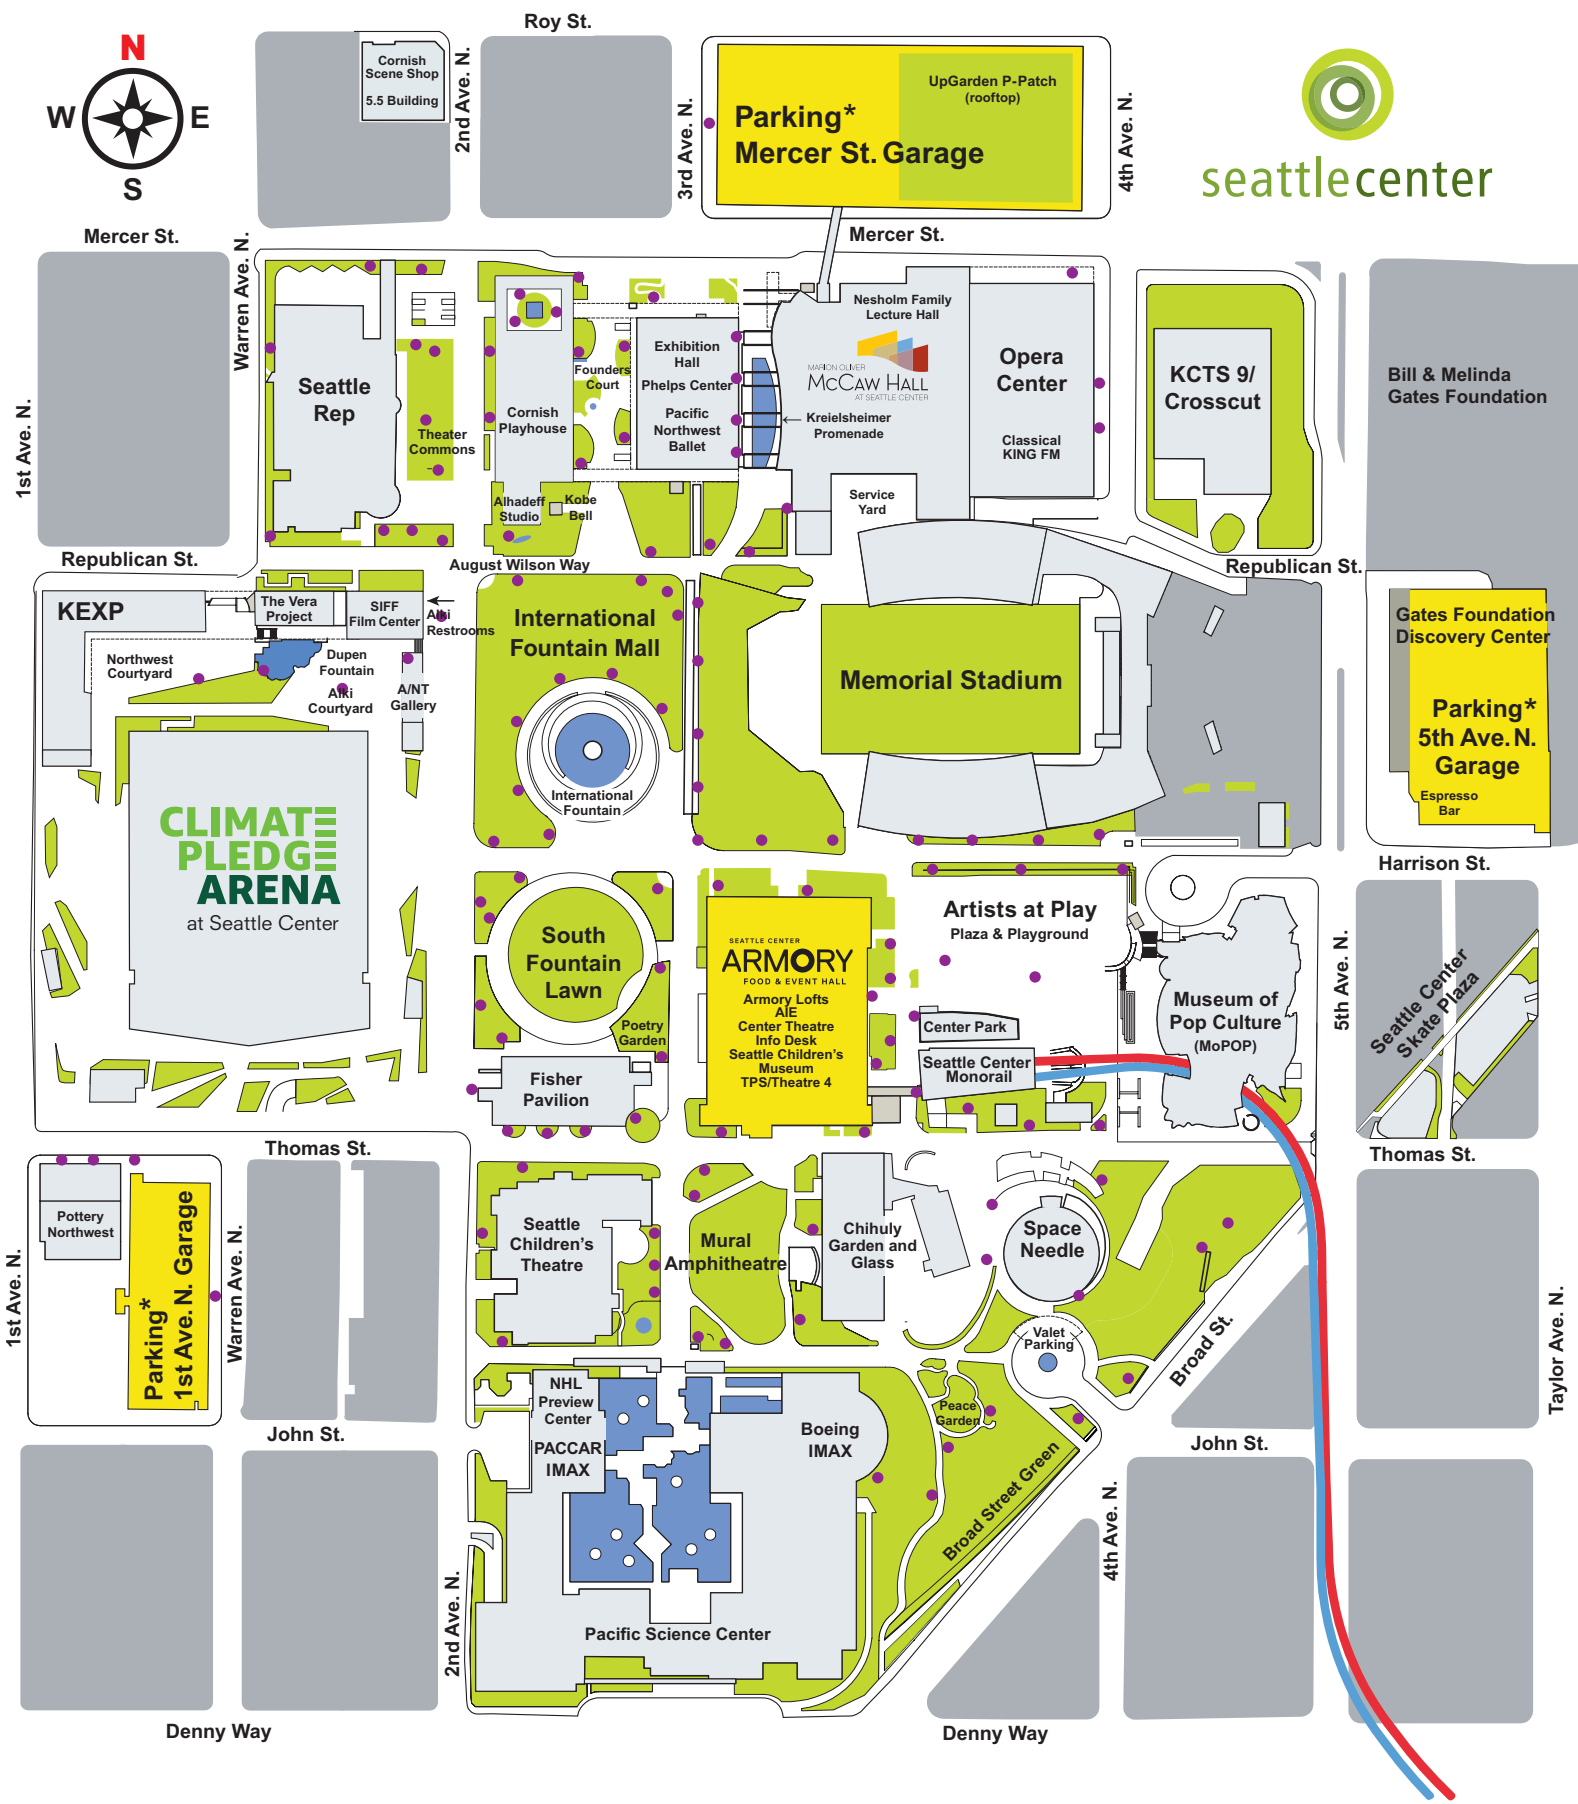 Roy St.
N
W
E
S
Cornish
Scene Shop
5.5 Building
2nd Ave. N.
3rd Ave. N.
Parking*
Mercer St. Garage
UpGarden P-Patch
(rooftop)
4th Ave. N.
seattlecenter
Mercer St.
Mercer St.
Warren Ave. N.
1st Ave. N.
Seattle
Rep
Theater
Commons
Cornish
Playhouse
Founders
Court
Exhibition
Hall
Phelps Center
Pacific
Northwest
Ballet
Nesholm Family
Lecture Hall
MARION OLIVER
McCAW HALL
AT SEATTLE CENTER
Kreielsheimer
Promenade
Opera
Center
Classical
KING FM
KCTS 9/
Crosscut
Bill & Melinda
Gates Foundation
Alhadeff
Studio
Kobe
Bell
Service
Yard
Republican St.
August Wilson Way
Republican St.
KEXP
The Vera
Project
SIFF
Film Center
Alki
Restrooms
Northwest
Courtyard
Dupen
Fountain
Alki
Courtyard
A/NT
Gallery
International
Fountain Mall
International
Fountain
Memorial Stadium
Gates Foundation
Discovery Center
Parking*
5th Ave. N.
Garage
Espresso
Bar
Harrison St.
CLIMATE
PLEDGE
ARENA
at Seattle Center
South
Fountain
Lawn
Poetry
Garden
Fisher
Pavilion
SEATTLE CENTER
ARMORY
FOOD & EVENT HALL
Armory Lofts
AIE
Center Theatre
Info Desk
Seattle Children's
Museum
TPS/Theatre 4
Artists at Play
Plaza & Playground
Center Park
Seattle Center
Monorail
Museum of
Pop Culture
(MoPOP)
5th Ave. N.
Seattle Center
Skate Plaza
Thomas St.
Thomas St.
Pottery
Northwest
Parking*
1st Ave. N. Garage
1st Ave. N.
Warren Ave. N.
Seattle
Children's
Theatre
Mural
Amphitheatre
Chihuly
Garden and
Glass
Space
Needle
Valet
Parking
Broad St.
Taylor Ave. N.
John St.
John St.
NHL
Preview
Center
PACCAR
IMAX
Boeing
IMAX
Peace
Garden
Broad Street Green
4th Ave. N.
2nd Ave. N.
Pacific Science Center
Denny Way
Denny Way